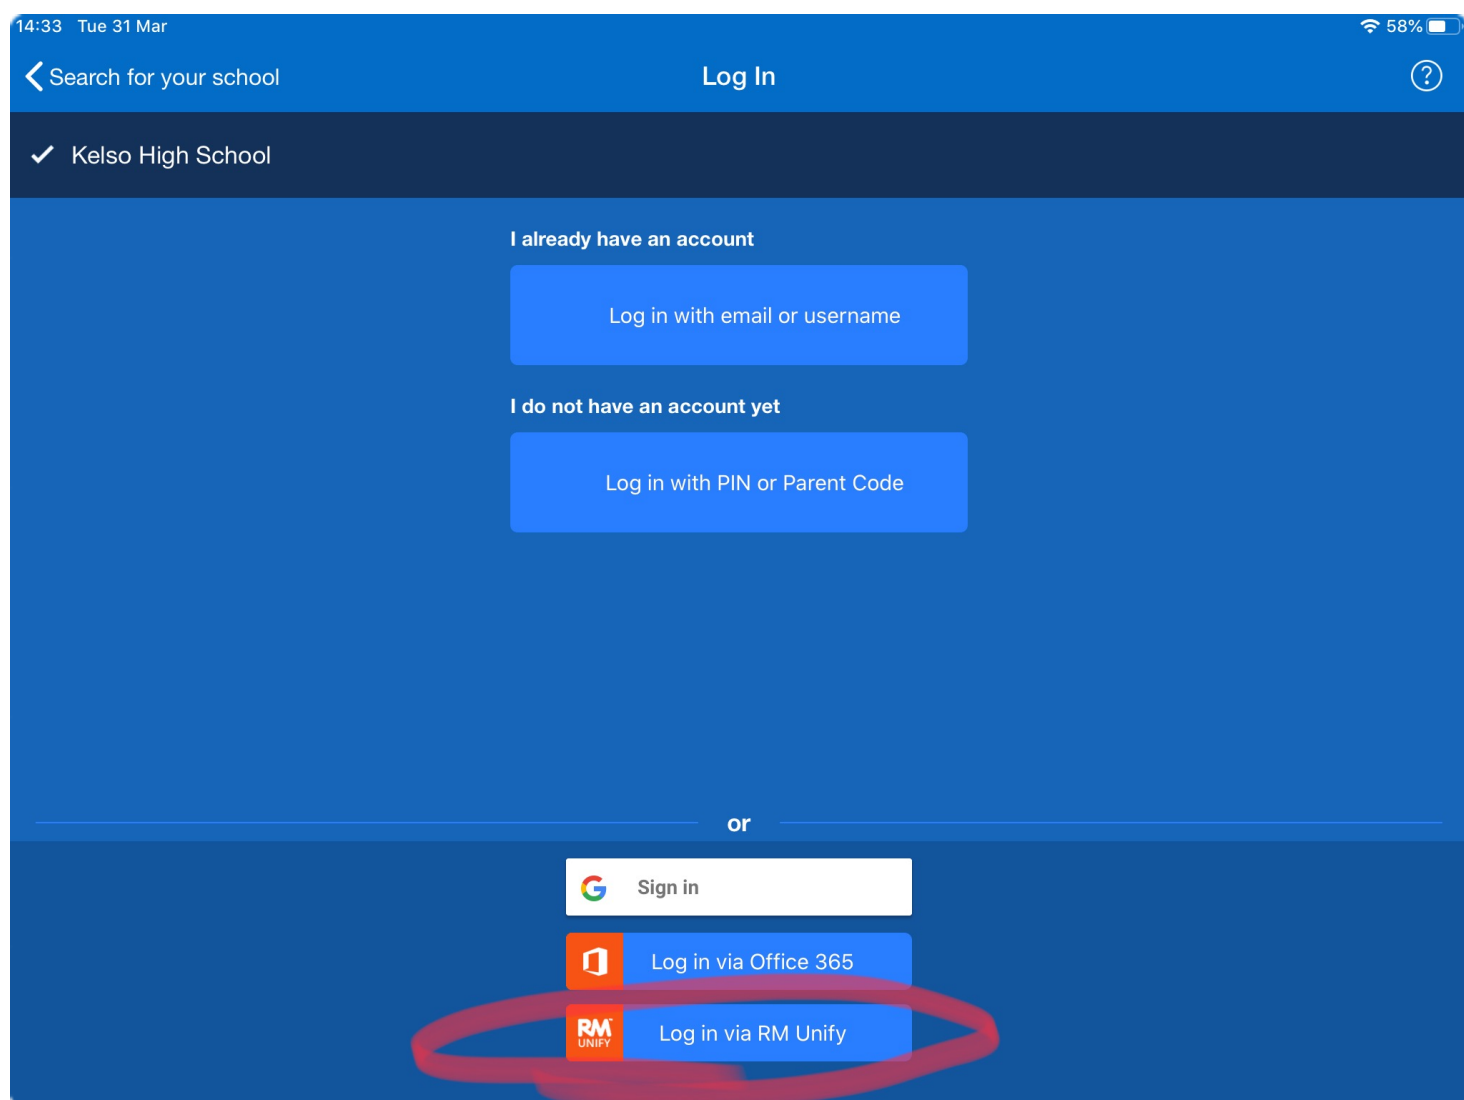 14:33 Tue 31 Mar 58%
Search for your school Log In ?
Kelso High School
I already have an account
Log in with email or username
I do not have an account yet
Log in with PIN or Parent Code
or
G Sign in
Log in via Office 365
RM UNIFY Log in via RM Unify